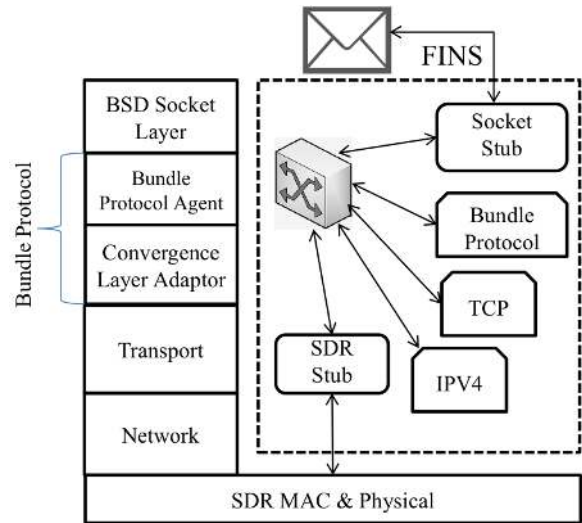 FINS
BSD Socket
Layer
Bundle
Protocol Agent
Convergence
Layer Adaptor
Transport
Network
Bundle Protocol
Socket
Stub
Bundle
Protocol
TCP
IPV4
SDR
Stub
SDR MAC & Physical